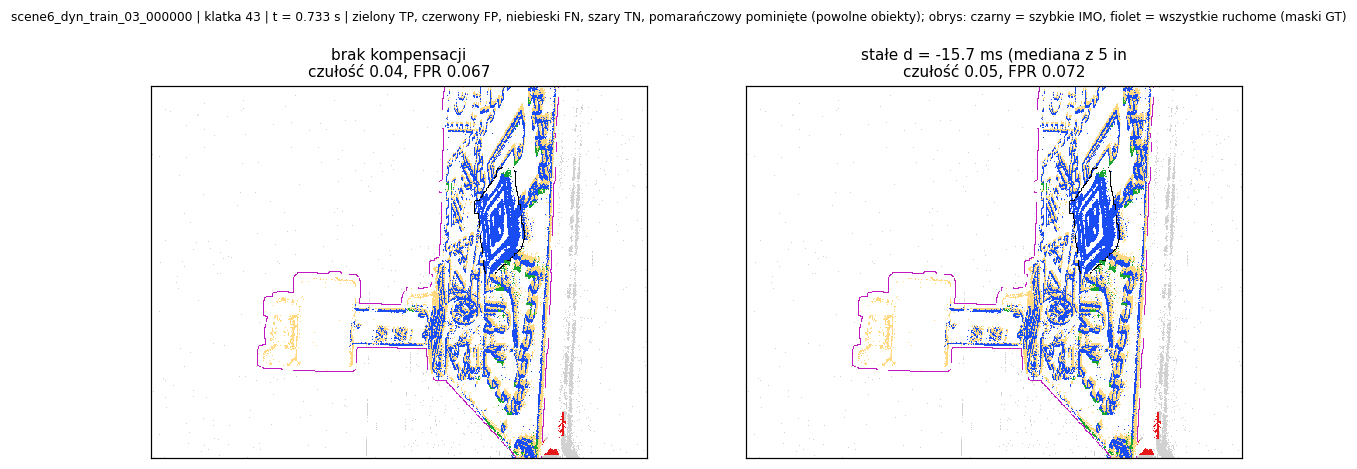 scene6_dyn_train_03_000000 | klatka 43 | t = 0.733 s | zielony TP, czerwony FP, niebieski FN, szary TN, pomarańczowy pominięte (powolne obiekty); obrys: czarny = szybkie IMO, fiolet = wszystkie ruchome (maski GT)
brak kompensacji
czułość 0.04, FPR 0.067
stałe d = -15.7 ms (mediana z 5 in
czułość 0.05, FPR 0.072